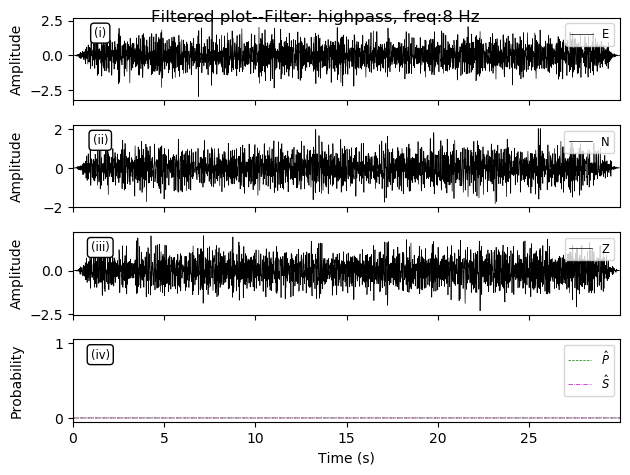 Filtered plot--Filter: highpass, freq:8 Hz
2.5
0.0
−2.5
Amplitude
(i)
E
2
0
−2
Amplitude
(ii)
N
0.0
−2.5
Amplitude
(iii)
Z
1
0
Probability
(iv)
P̂
Ŝ
0 5 10 15 20 25
Time (s)